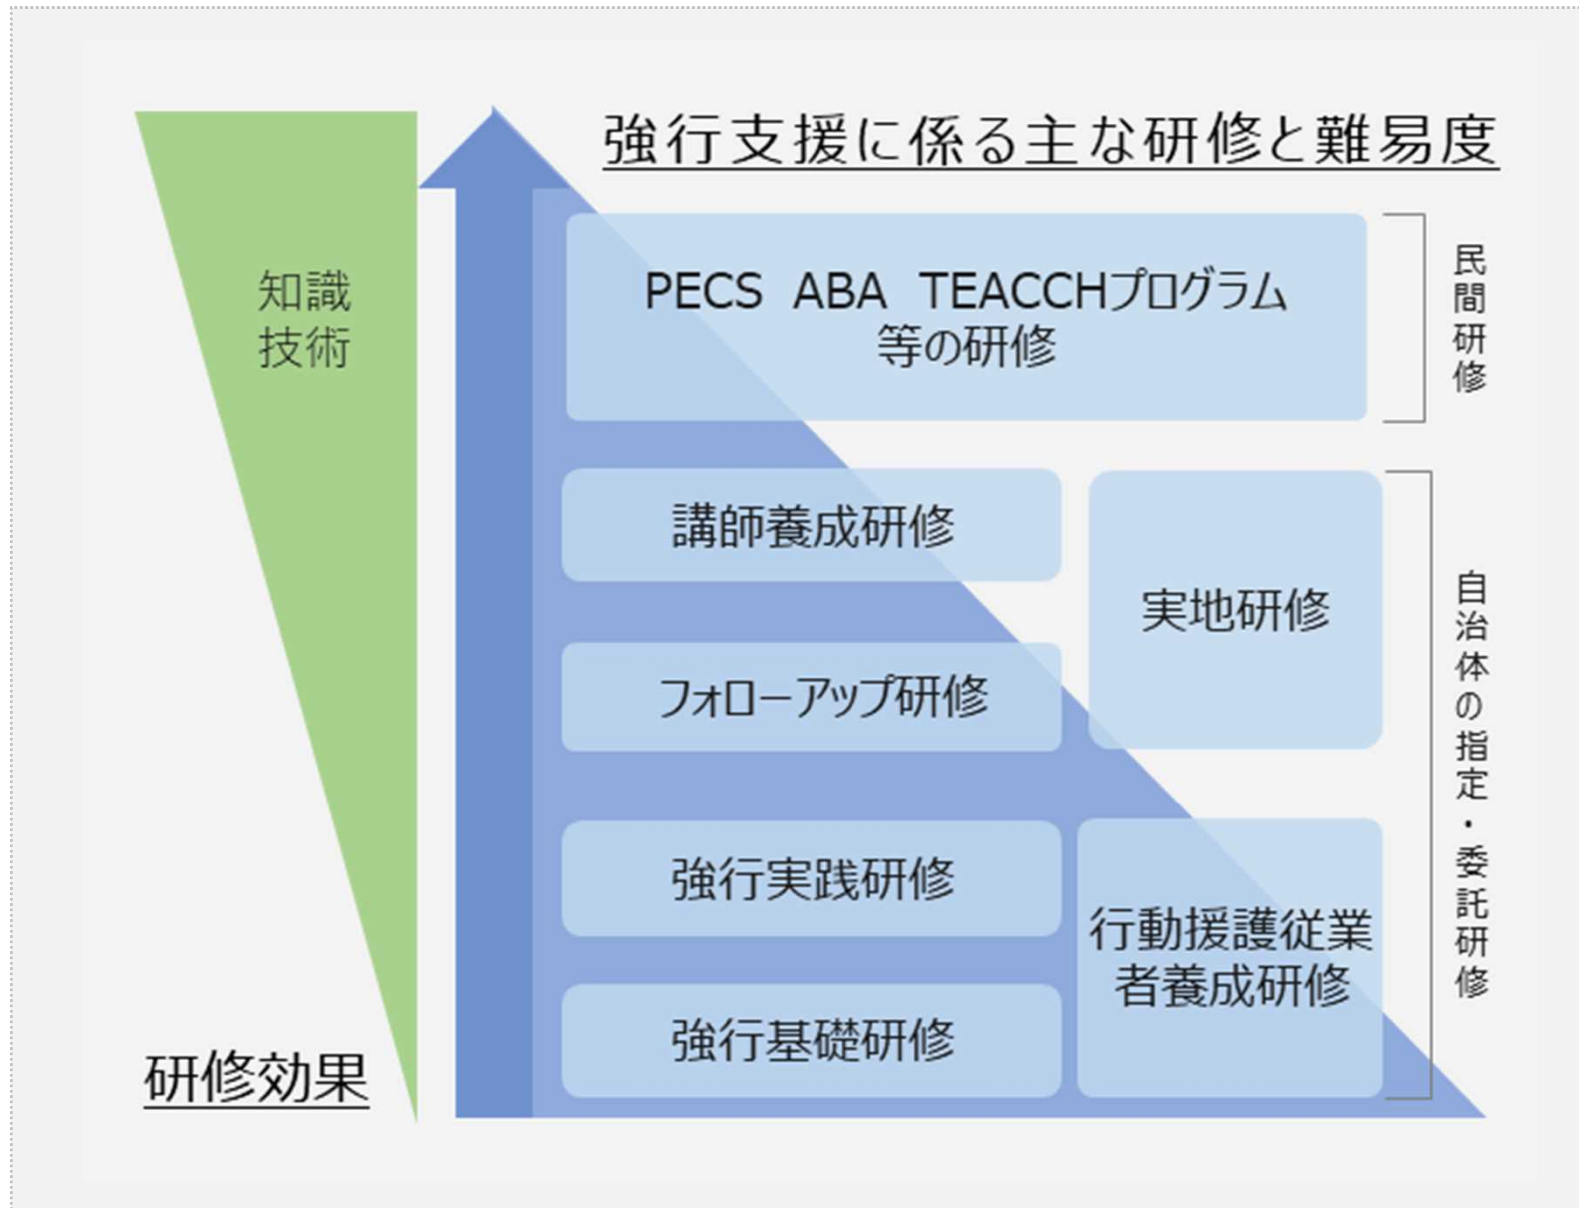 強行支援に係る主な研修と難易度
知識
技術
PECS ABA TEACCHプログラム
等の研修
民間研修
講師養成研修
実地研修
フォローアップ研修
強行実践研修
行動援護従業
者養成研修
強行基礎研修
自治体の指定・委託研修
研修効果